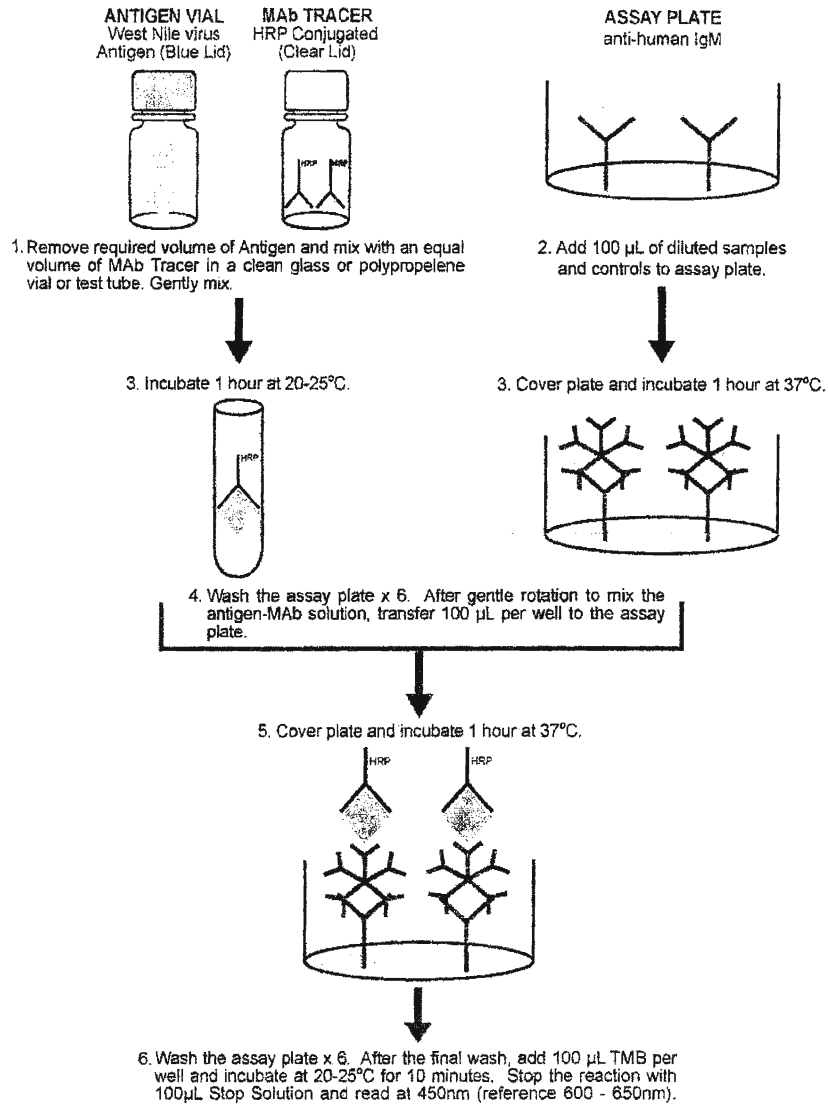 ANTIGEN VIAL
West Nile virus
Antigen (Blue Lid)
MAb TRACER
HRP Conjugated
(Clear Lid)
HRP
HRP
1. Remove required volume of Antigen and mix with an equal
volume of MAb Tracer in a clean glass or polypropelene
vial or test tube. Gently mix.
ASSAY PLATE
anti-human IgM
2. Add 100 µL of diluted samples
and controls to assay plate.
3. Incubate 1 hour at 20-25°C.
HRP
3. Cover plate and incubate 1 hour at 37°C.
4. Wash the assay plate x 6. After gentle rotation to mix the
antigen-MAb solution, transfer 100 µL per well to the assay
plate.
5. Cover plate and incubate 1 hour at 37°C.
HRP
HRP
6. Wash the assay plate x 6. After the final wash, add 100 µL TMB per
well and incubate at 20-25°C for 10 minutes. Stop the reaction with
100µL Stop Solution and read at 450nm (reference 600 - 650nm).